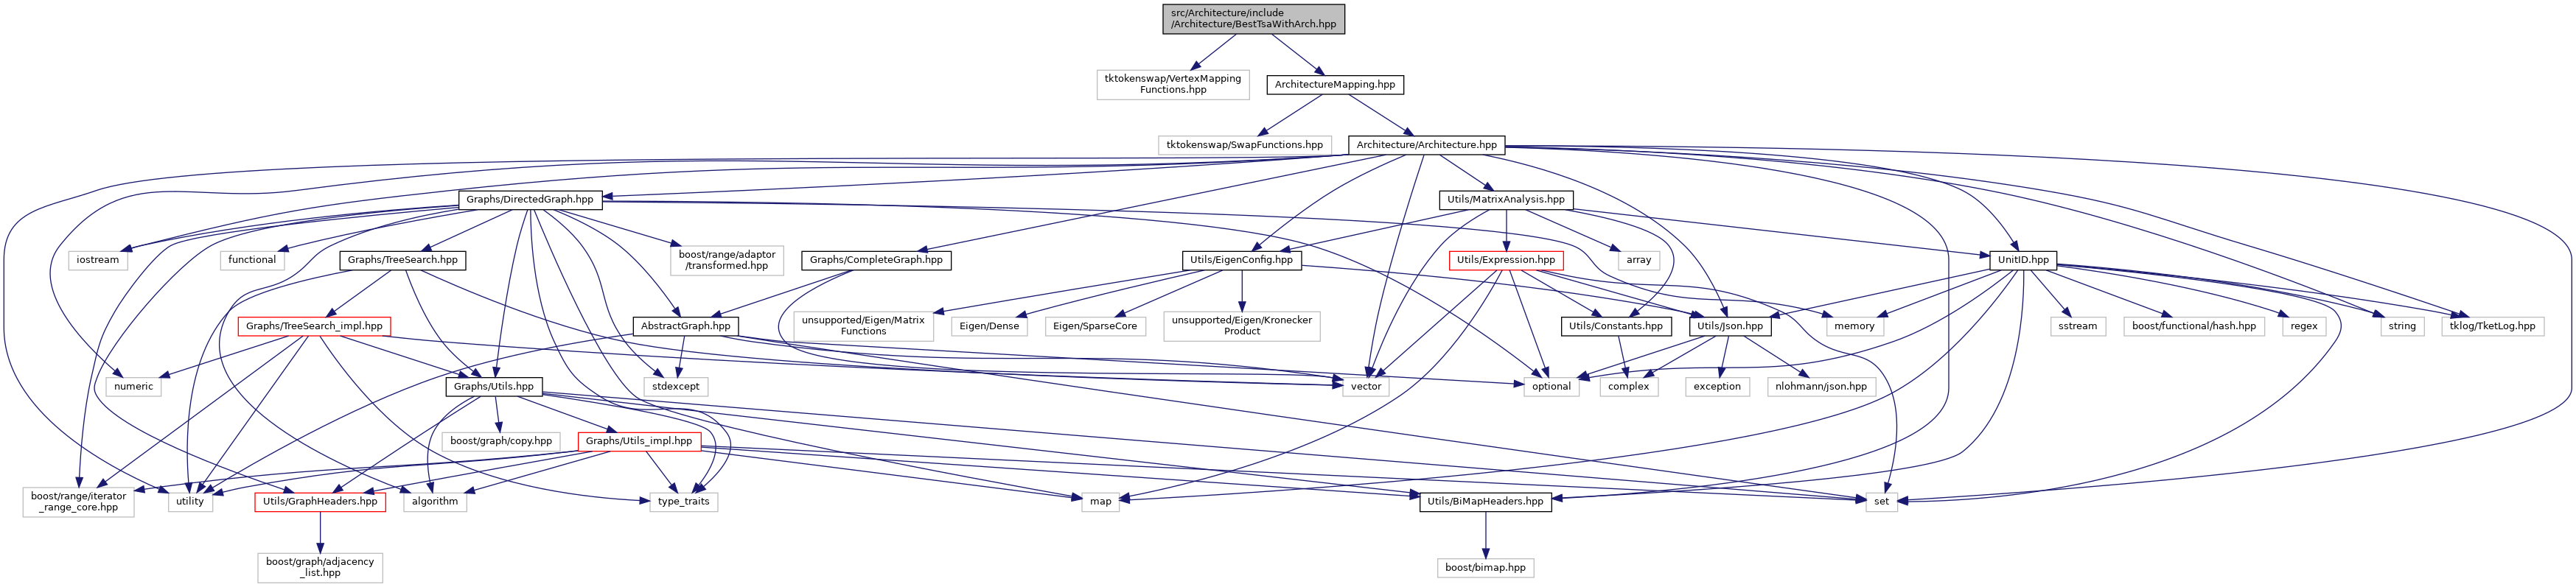 src/Architecture/include
/Architecture/BestTsaWithArch.hpp
tktokenswap/VertexMapping
Functions.hpp
ArchitectureMapping.hpp
tktokenswap/SwapFunctions.hpp
Architecture/Architecture.hpp
Graphs/DirectedGraph.hpp
Utils/MatrixAnalysis.hpp
iostream
functional
Graphs/TreeSearch.hpp
boost/range/adaptor
/transformed.hpp
Graphs/CompleteGraph.hpp
Utils/EigenConfig.hpp
Utils/Expression.hpp
array
UnitID.hpp
Graphs/TreeSearch_impl.hpp
AbstractGraph.hpp
unsupported/Eigen/Matrix
Functions
Eigen/Dense
Eigen/SparseCore
unsupported/Eigen/Kronecker
Product
Utils/Constants.hpp
Utils/Json.hpp
memory
sstream
boost/functional/hash.hpp
regex
string
tklog/TketLog.hpp
numeric
Graphs/Utils.hpp
stdexcept
vector
optional
complex
exception
nlohmann/json.hpp
boost/graph/copy.hpp
Graphs/Utils_impl.hpp
boost/range/iterator
_range_core.hpp
utility
Utils/GraphHeaders.hpp
algorithm
type_traits
map
Utils/BiMapHeaders.hpp
set
boost/graph/adjacency
_list.hpp
boost/bimap.hpp